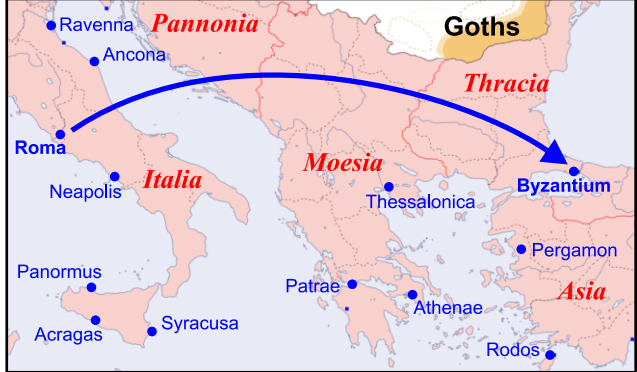 Ravenna
Pannonia
Goths
Ancona
Thracia
Roma
Neapolis
Italia
Moesia
Thessalonica
Byzantium
Pergamon
Panormus
Patrae
Athenae
Asia
Acragas
Syracusa
Rodos